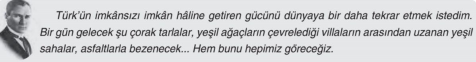 Türk'ün imkânsızı imkân hâline getiren gücünü dünyaya bir daha tekrar etmek istedim.
Bir gün gelecek şu çorak tarlalar, yeşil ağaçların çevrelediği villaların arasından uzanan yeşil
sahalar, asfaltlarla bezenecek... Hem bunu hepimiz göreceğiz.